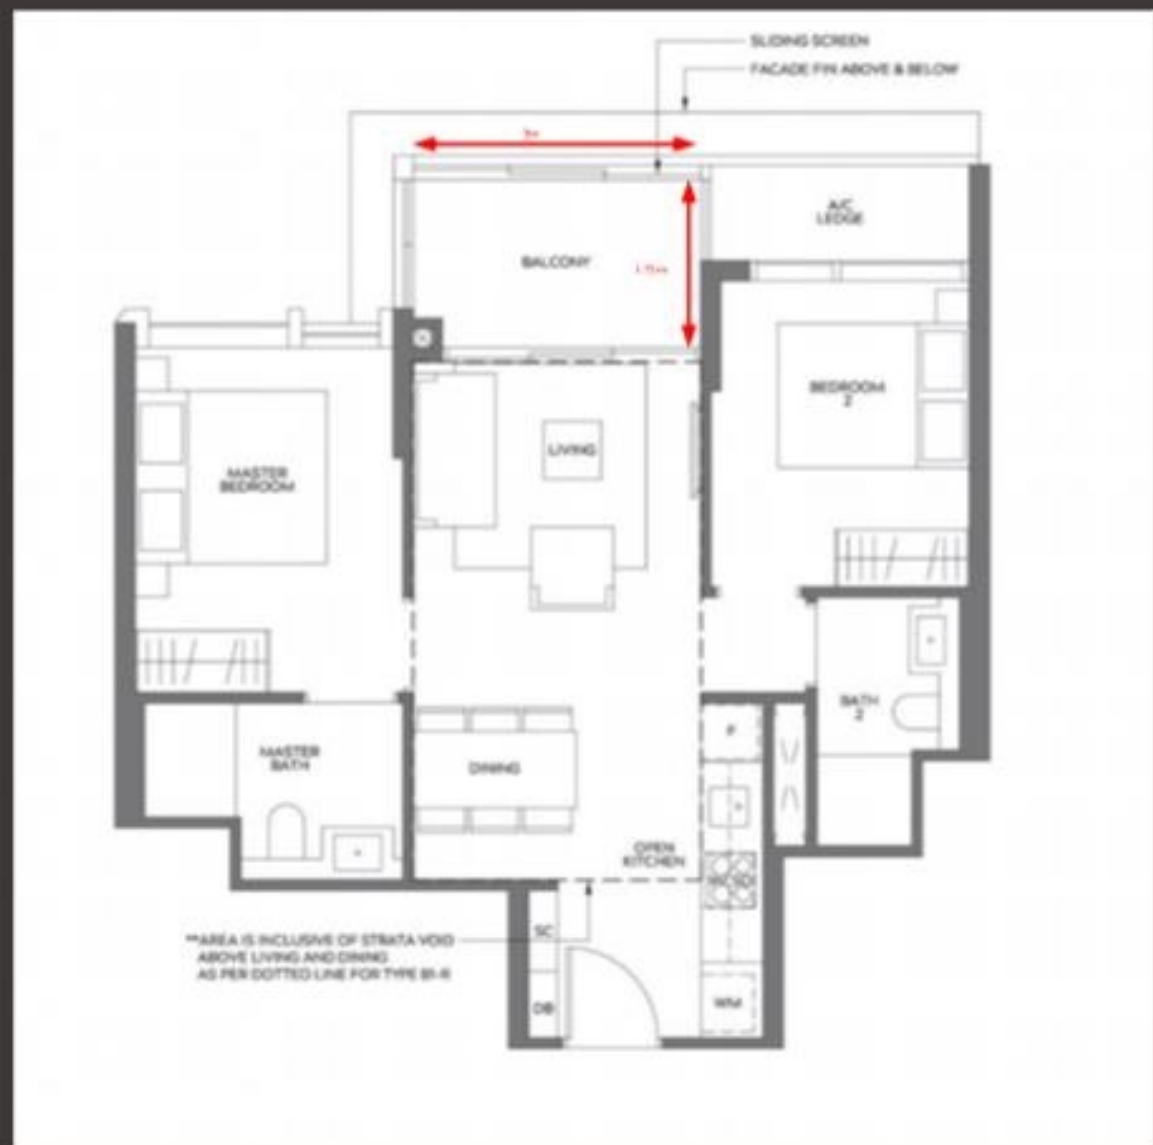 SLIDING SCREEN
FACADE FIN ABOVE & BELOW
A/C
LEDGE
BALCONY
BEDROOM
2
LIVING
MASTER
BEDROOM
BATH
2
F
MASTER
BATH
DINING
OPEN
KITCHEN
SC
**AREA IS INCLUSIVE OF STRATA VOID
ABOVE LIVING AND DINING
AS PER DOTTED LINE FOR TYPE B1-R
WM
DB